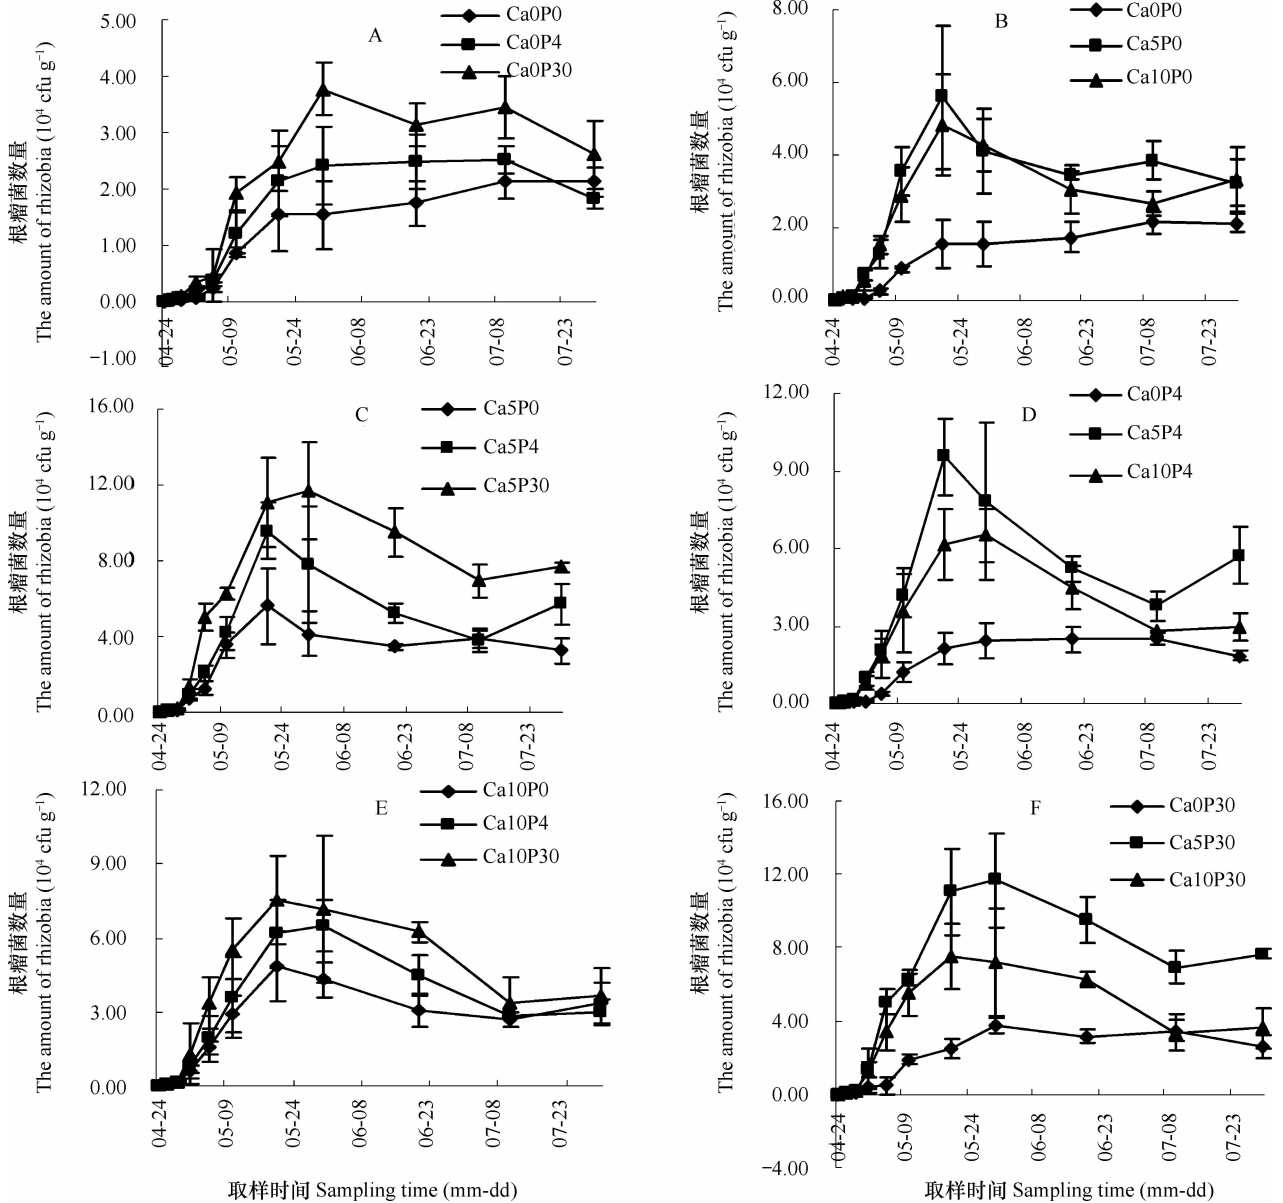 A
Ca0P0
Ca0P4
Ca0P30
5.00
4.00
3.00
2.00
1.00
0.00
−1.00
04-24
05-09
05-24
06-08
06-23
07-08
07-23
根瘤菌数量
The amount of rhizobia (10⁴ cfu g⁻¹)
B
Ca0P0
Ca5P0
Ca10P0
8.00
6.00
4.00
2.00
0.00
04-24
05-09
05-24
06-08
06-23
07-08
07-23
根瘤菌数量
The amount of rhizobia (10⁴ cfu g⁻¹)
C
Ca5P0
Ca5P4
Ca5P30
16.00
12.00
8.00
4.00
0.00
04-24
05-09
05-24
06-08
06-23
07-08
07-23
根瘤菌数量
The amount of rhizobia (10⁴ cfu g⁻¹)
D
Ca0P4
Ca5P4
Ca10P4
12.00
9.00
6.00
3.00
0.00
04-24
05-09
05-24
06-08
06-23
07-08
07-23
根瘤菌数量
The amount of rhizobia (10⁴ cfu g⁻¹)
E
Ca10P0
Ca10P4
Ca10P30
12.00
9.00
6.00
3.00
0.00
04-24
05-09
05-24
06-08
06-23
07-08
07-23
根瘤菌数量
The amount of rhizobia (10⁴ cfu g⁻¹)
取样时间 Sampling time (mm-dd)
F
Ca0P30
Ca5P30
Ca10P30
16.00
12.00
8.00
4.00
0.00
−4.00
04-24
05-09
05-24
06-08
06-23
07-08
07-23
根瘤菌数量
The amount of rhizobia (10⁴ cfu g⁻¹)
取样时间 Sampling time (mm-dd)